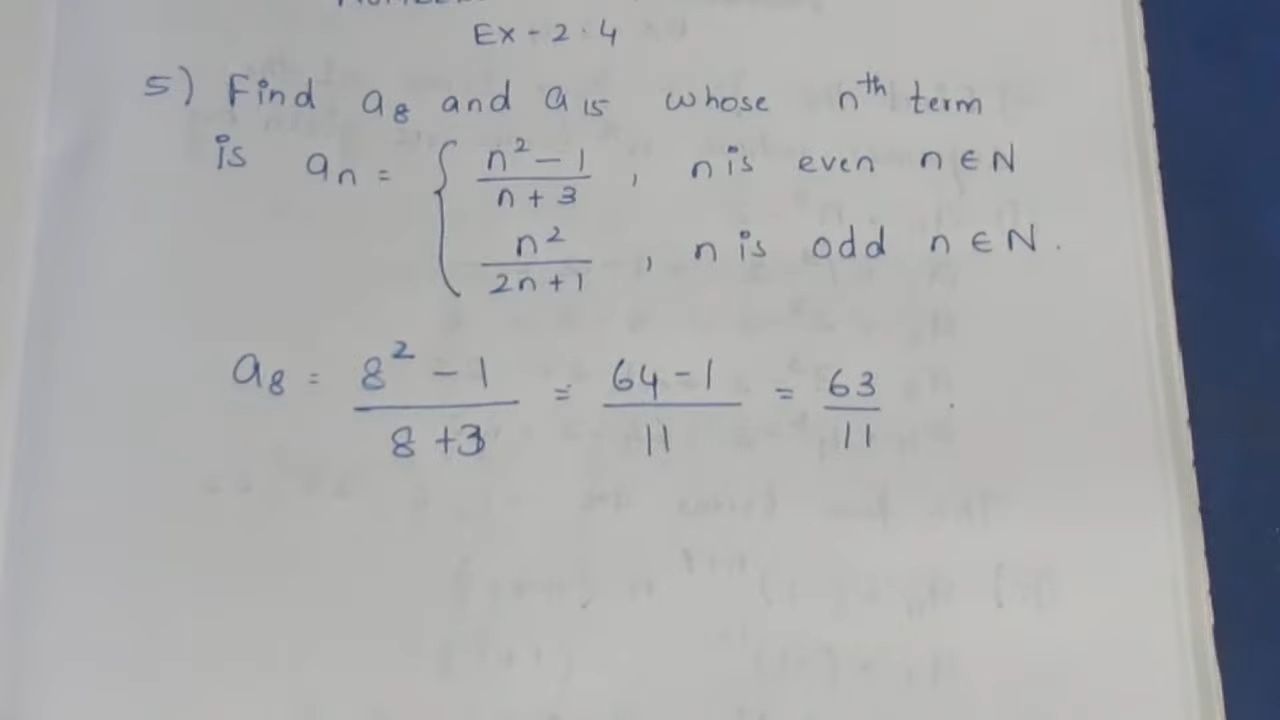 Ex - 2.4
5) Find a₈ and a₁₅ whose nᵗʰ term
is aₙ = { (n² - 1)/(n + 3) , n is even n ∈ N
n²/(2n + 1) , n is odd n ∈ N.
a₈ = (8² - 1)/(8 + 3) = (64 - 1)/11 = 63/11